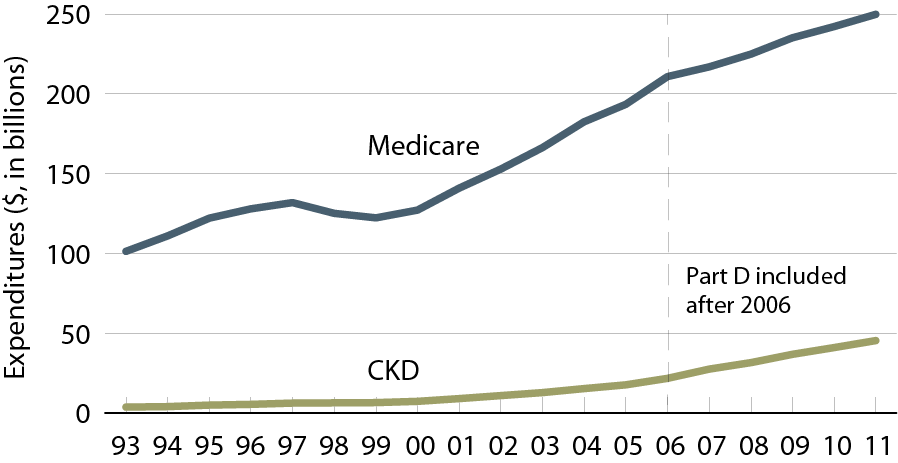 Expenditures ($, in billions)
250
200
150
100
50
0
Medicare
Part D included
after 2006
CKD
93 94 95 96 97 98 99 00 01 02 03 04 05 06 07 08 09 10 11